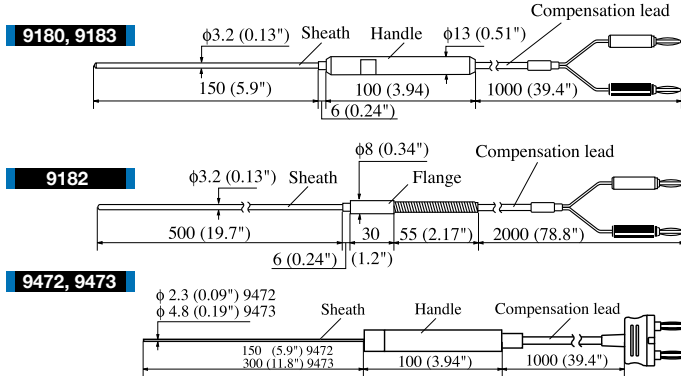 9180, 9183
ϕ3.2 (0.13") Sheath Handle ϕ13 (0.51") Compensation lead
150 (5.9") 100 (3.94) 1000 (39.4")
6 (0.24")
9182
ϕ3.2 (0.13") Sheath ϕ8 (0.34") Flange Compensation lead
500 (19.7") 30 55 (2.17") 2000 (78.8")
6 (0.24") (1.2")
9472, 9473
ϕ 2.3 (0.09") 9472
ϕ 4.8 (0.19") 9473
Sheath Handle Compensation lead
150 (5.9") 9472
300 (11.8") 9473
100 (3.94") 1000 (39.4")